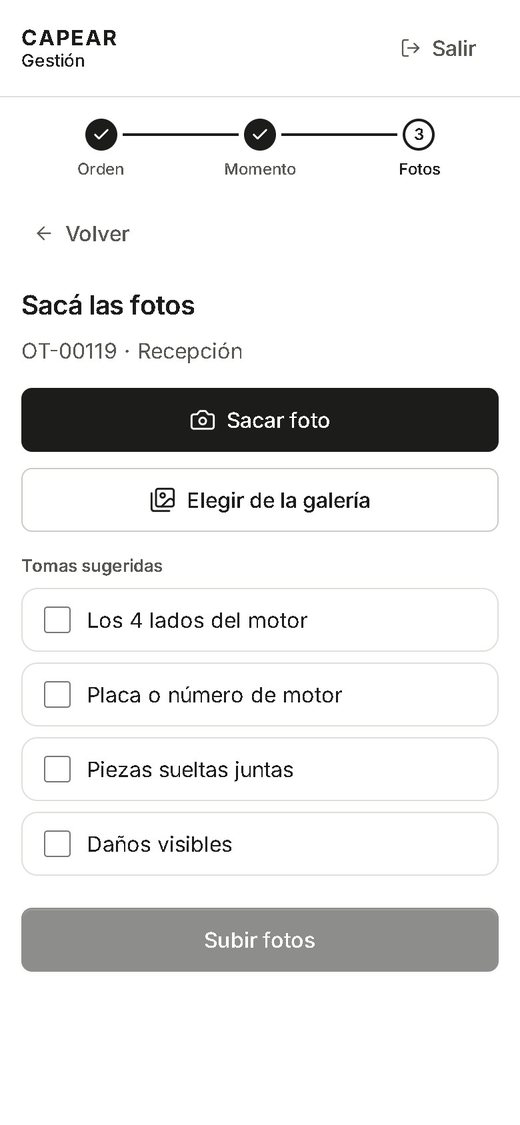 CAPEAR
Gestión
Salir
3
Orden
Momento
Fotos
Volver
Sacá las fotos
OT-00119 · Recepción
Sacar foto
Elegir de la galería
Tomas sugeridas
Los 4 lados del motor
Placa o número de motor
Piezas sueltas juntas
Daños visibles
Subir fotos